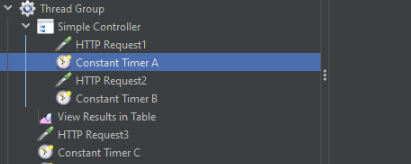 Thread Group
Simple Controller
HTTP Request1
Constant Timer A
HTTP Request2
Constant Timer B
View Results in Table
HTTP Request3
Constant Timer C